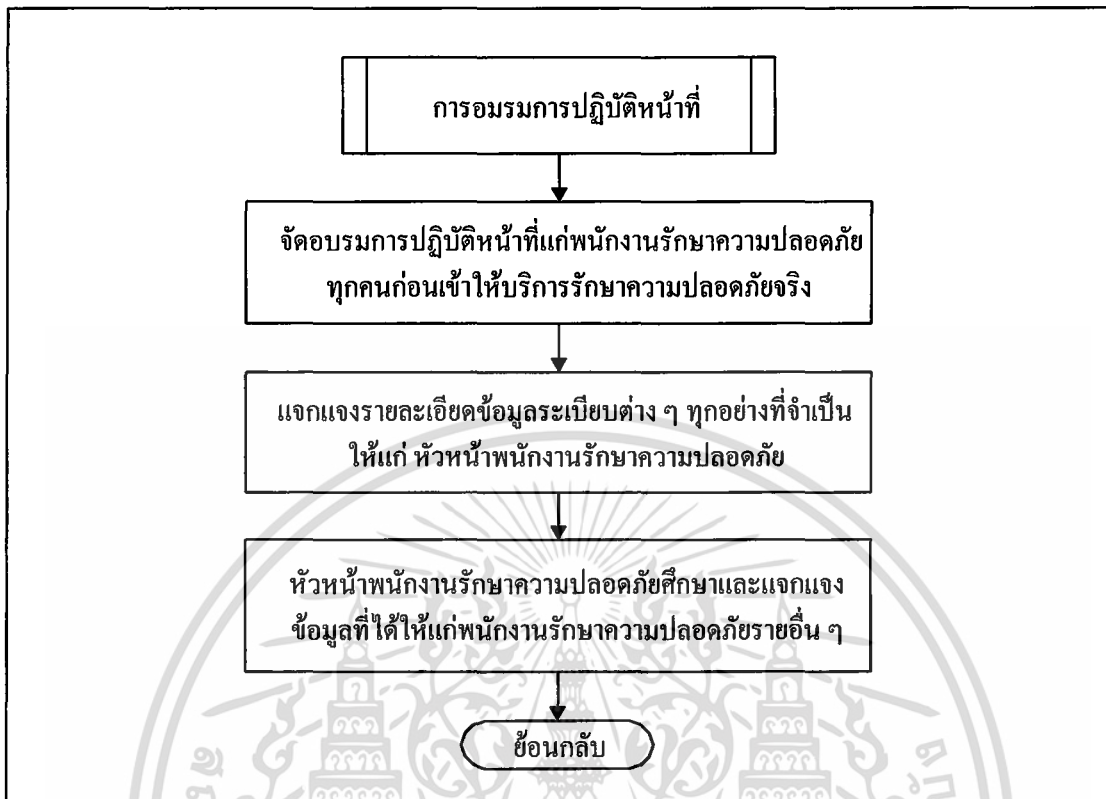 การอมรมการปฏิบัติหน้าที่
จัดอบรมการปฏิบัติหน้าที่แก่พนักงานรักษาความปลอดภัย
ทุกคนก่อนเข้าให้บริการรักษาความปลอดภัยจริง
แจกแจงรายละเอียดข้อมูลระเบียบต่าง ๆ ทุกอย่างที่จำเป็น
ให้แก่ หัวหน้าพนักงานรักษาความปลอดภัย
หัวหน้าพนักงานรักษาความปลอดภัยศึกษาและแจกแจง
ข้อมูลที่ได้ให้แก่พนักงานรักษาความปลอดภัยรายอื่น ๆ
ย้อนกลับ